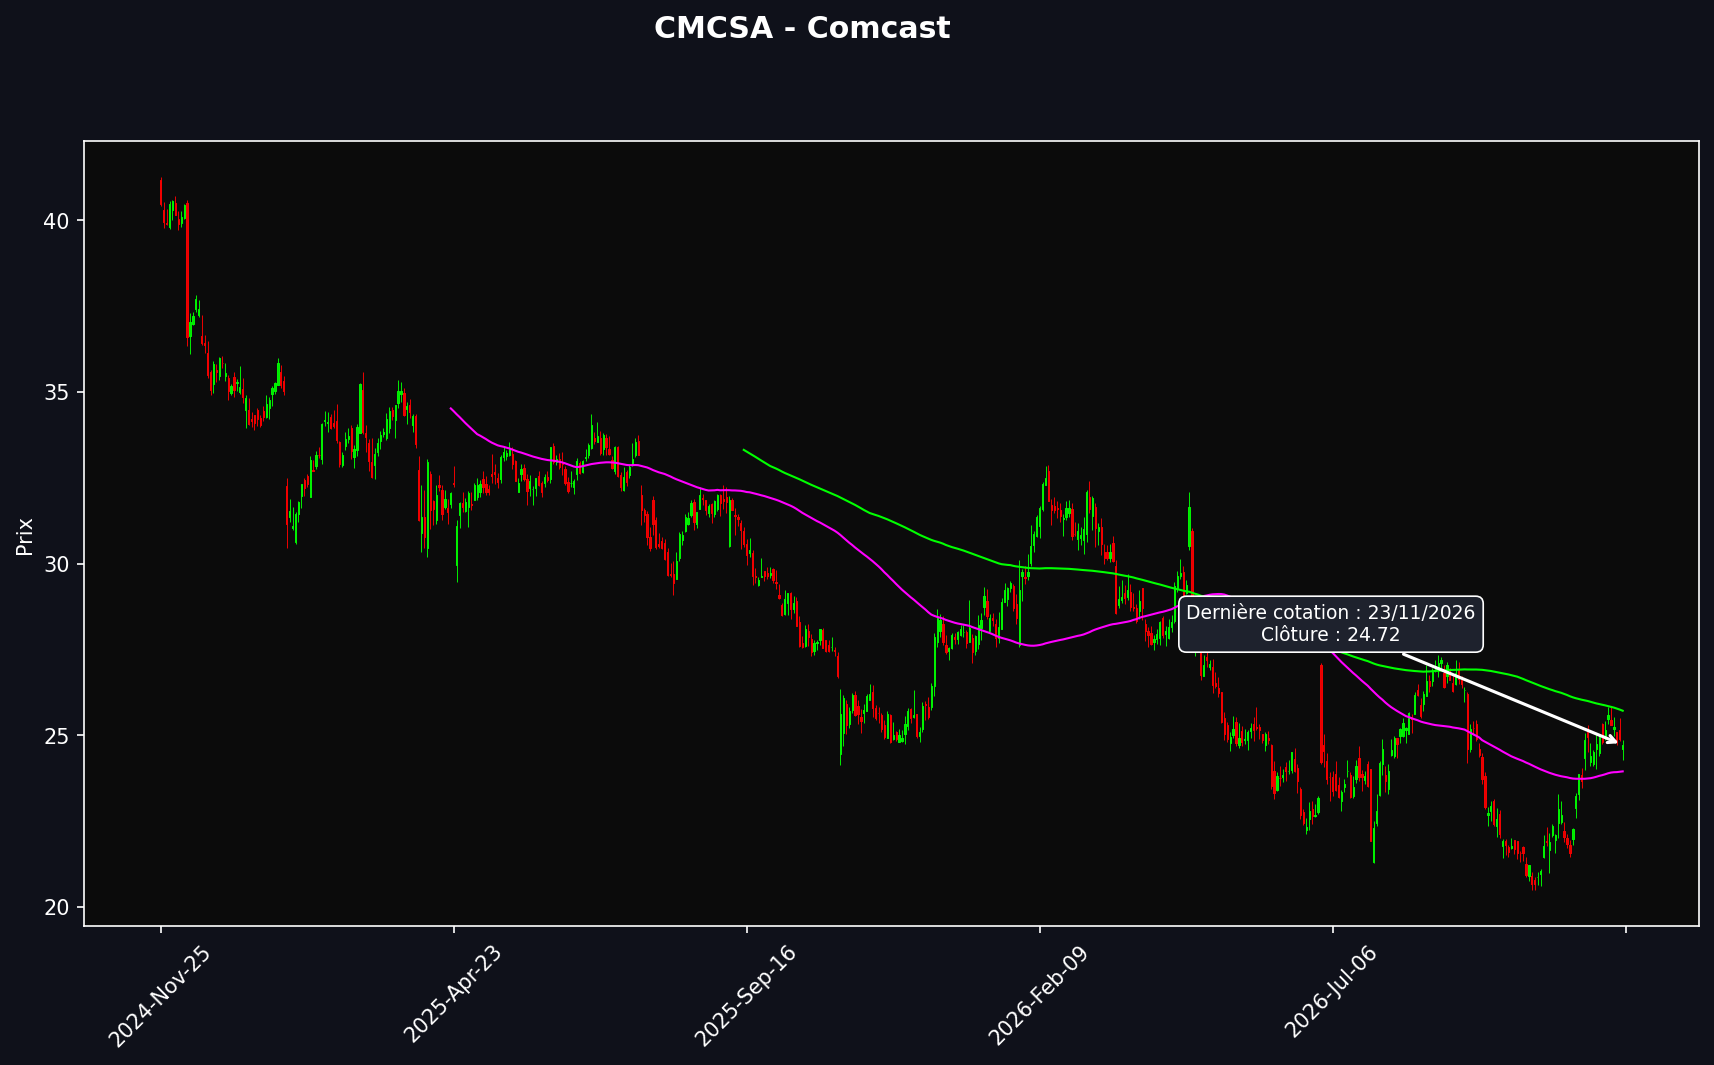 CMCSA - Comcast
Prix
40
35
30
25
20
Dernière cotation : 23/11/2026
Clôture : 24.72
2024-Nov-25
2025-Apr-23
2025-Sep-16
2026-Feb-09
2026-Jul-06